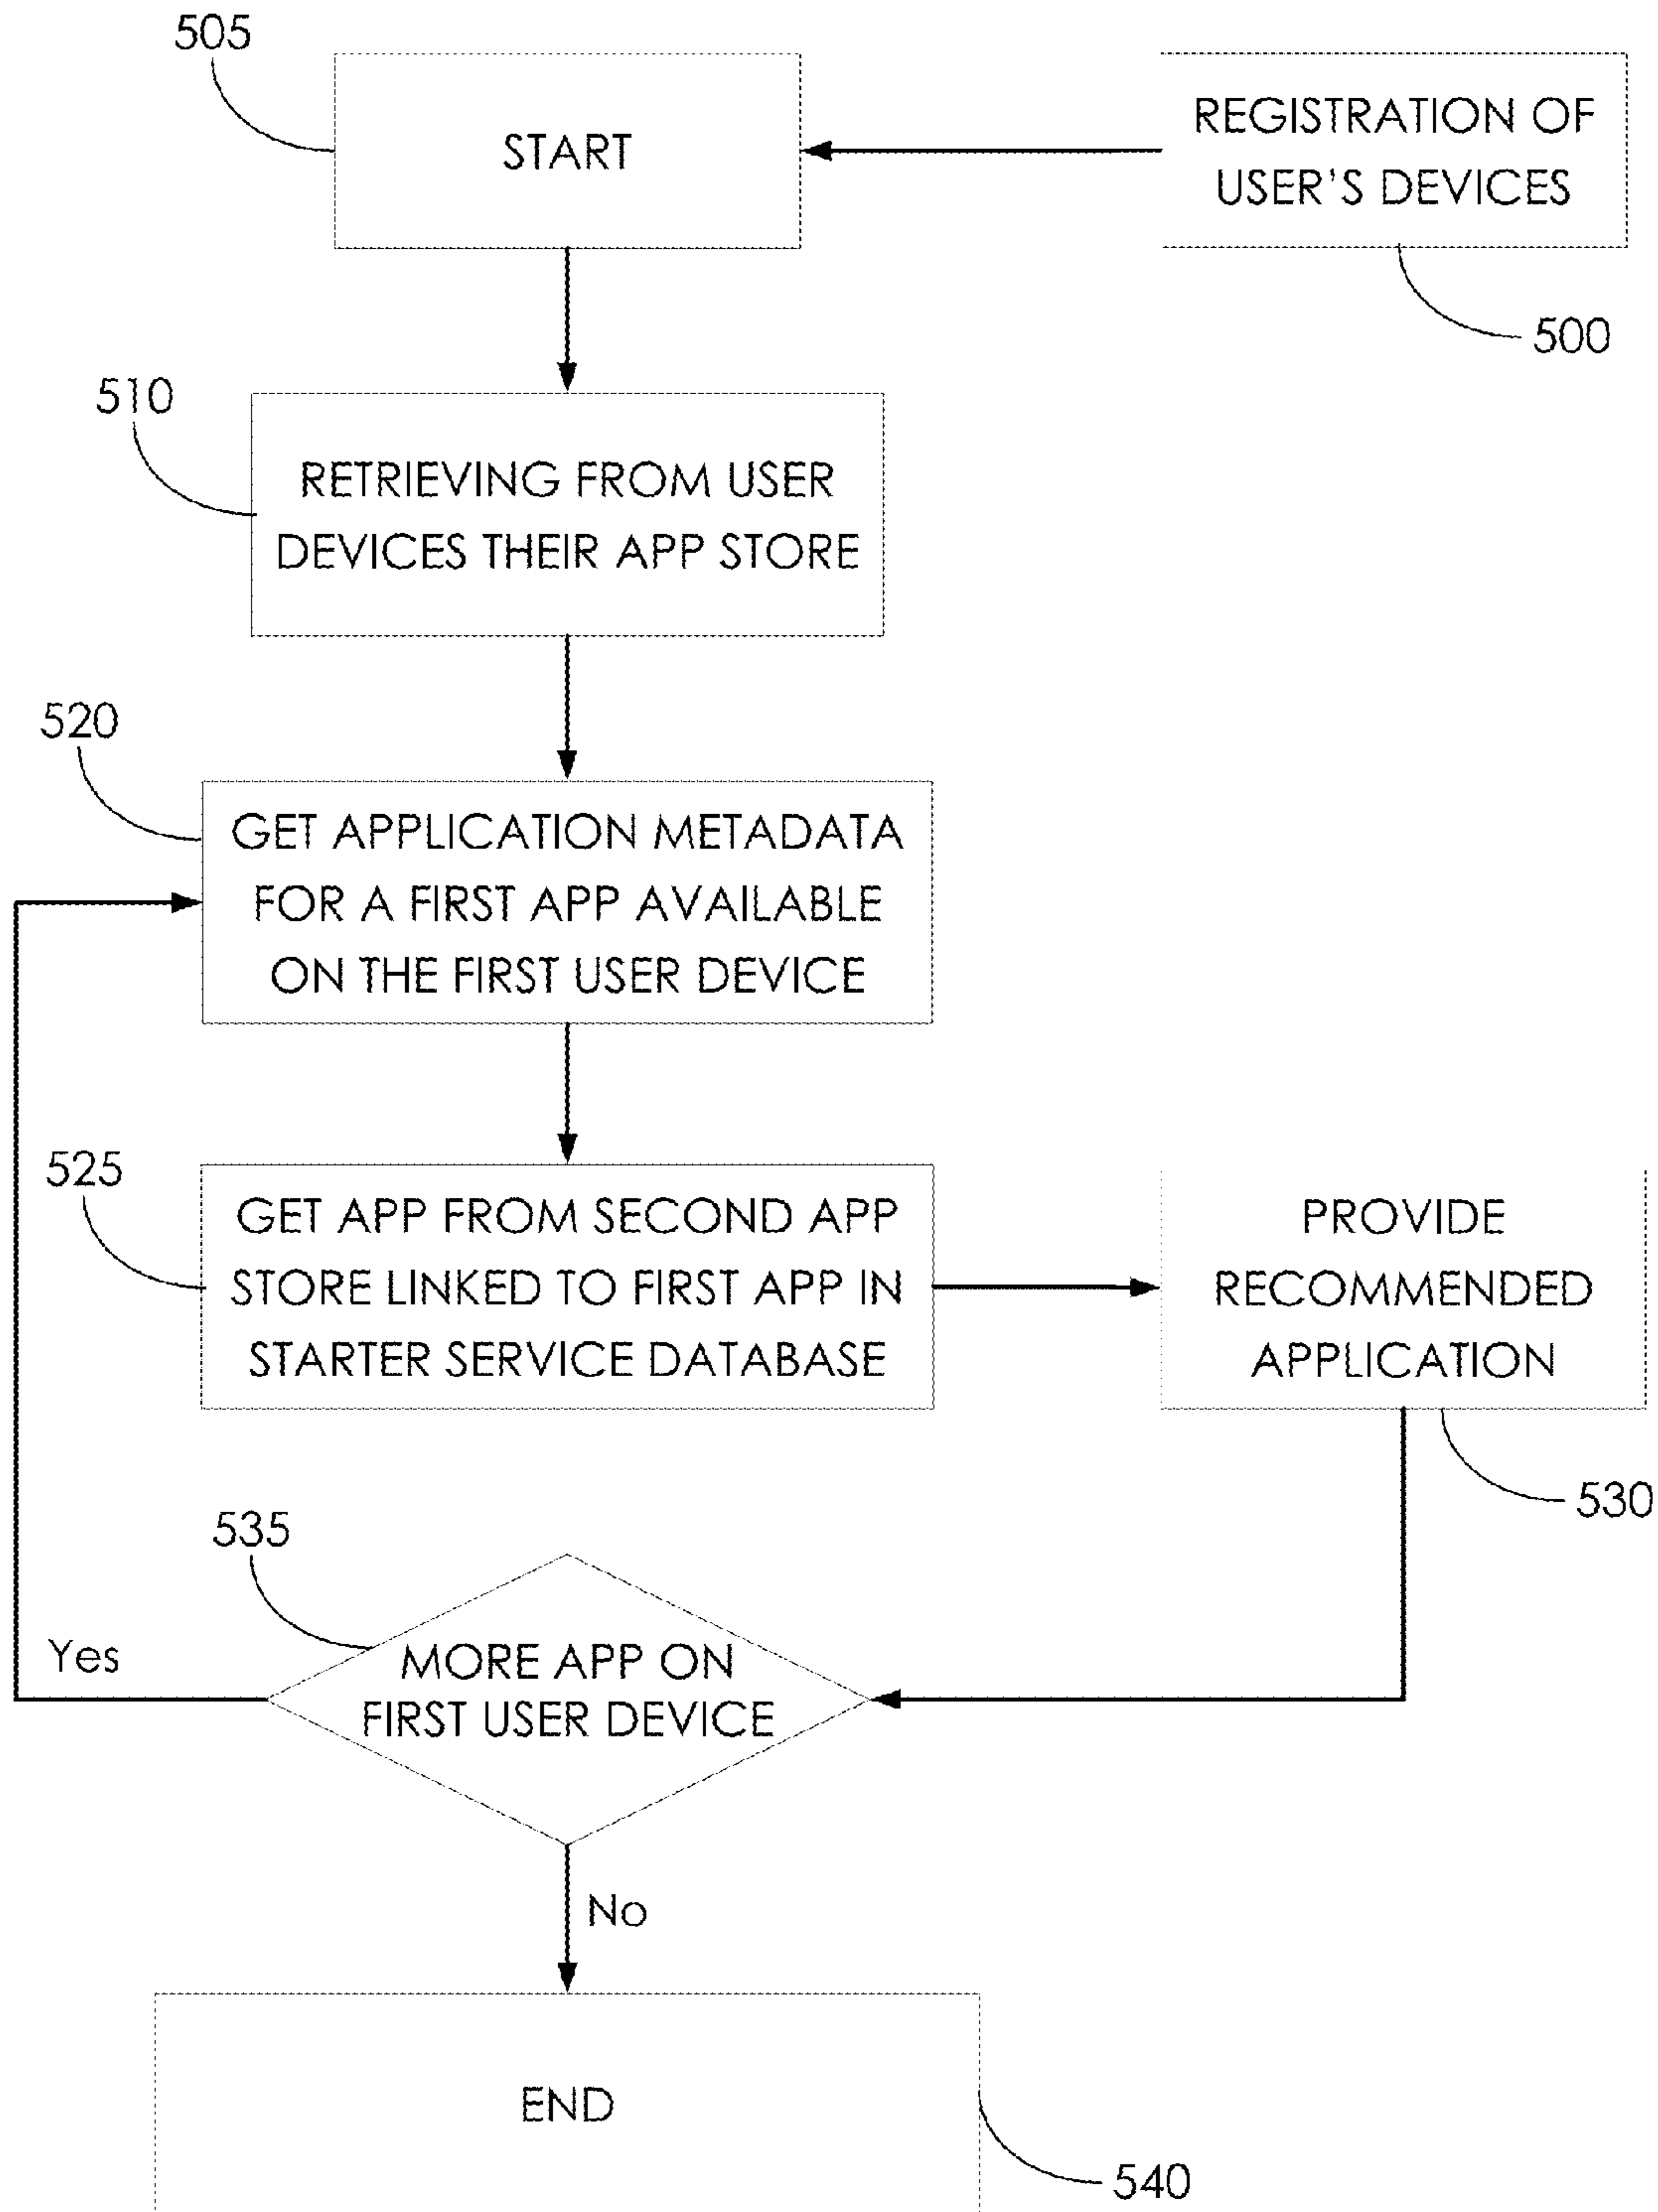 505
START
REGISTRATION OF
USER'S DEVICES
500
510
RETRIEVING FROM USER
DEVICES THEIR APP STORE
520
GET APPLICATION METADATA
FOR A FIRST APP AVAILABLE
ON THE FIRST USER DEVICE
525
GET APP FROM SECOND APP
STORE LINKED TO FIRST APP IN
STARTER SERVICE DATABASE
PROVIDE
RECOMMENDED
APPLICATION
530
535
Yes
MORE APP ON
FIRST USER DEVICE
No
END
540